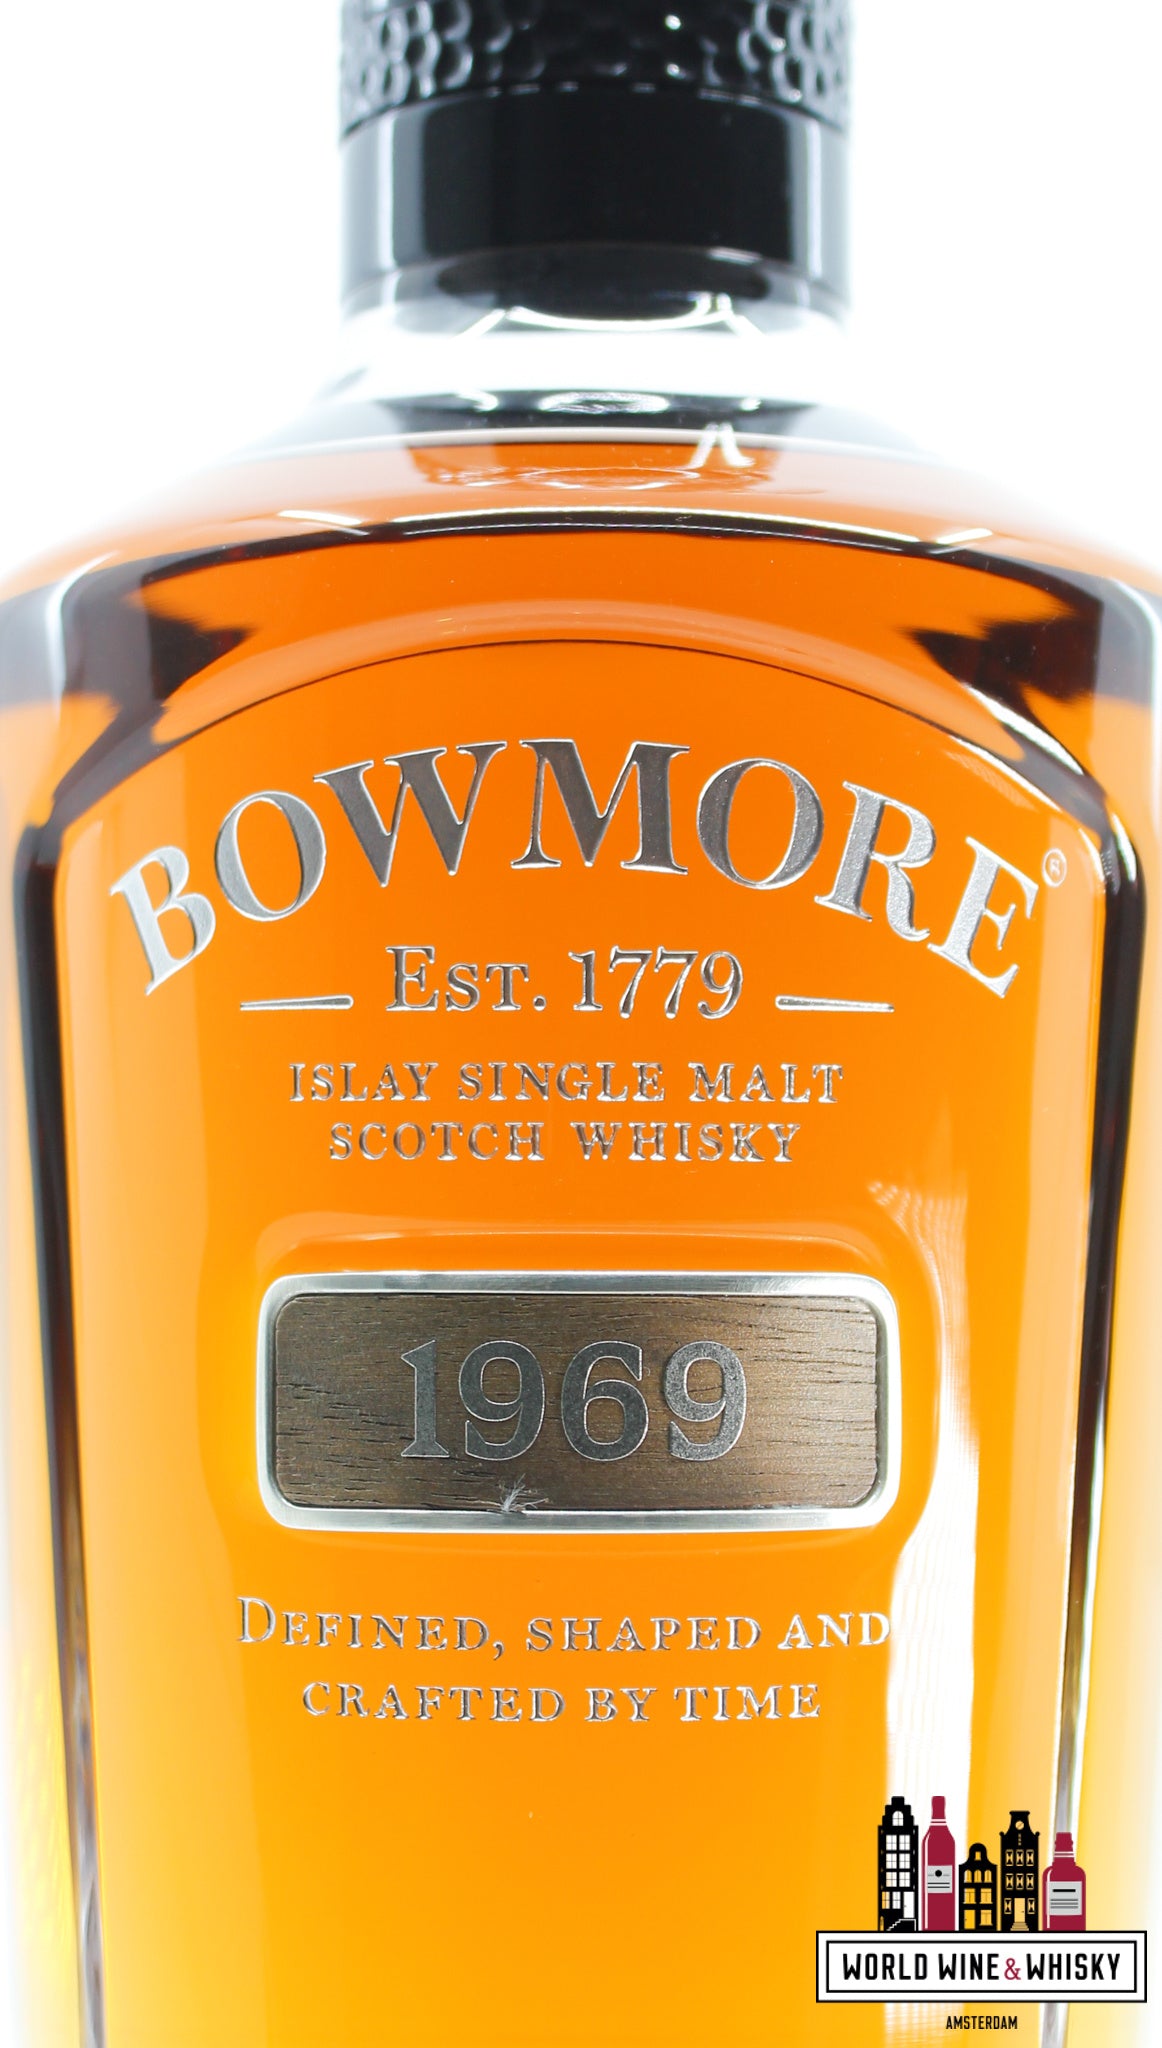 BOWMORE®
EST. 1779
ISLAY SINGLE MALT
SCOTCH WHISKY
1969
DEFINED, SHAPED AND
CRAFTED BY TIME
WORLD WINE & WHISKY
AMSTERDAM